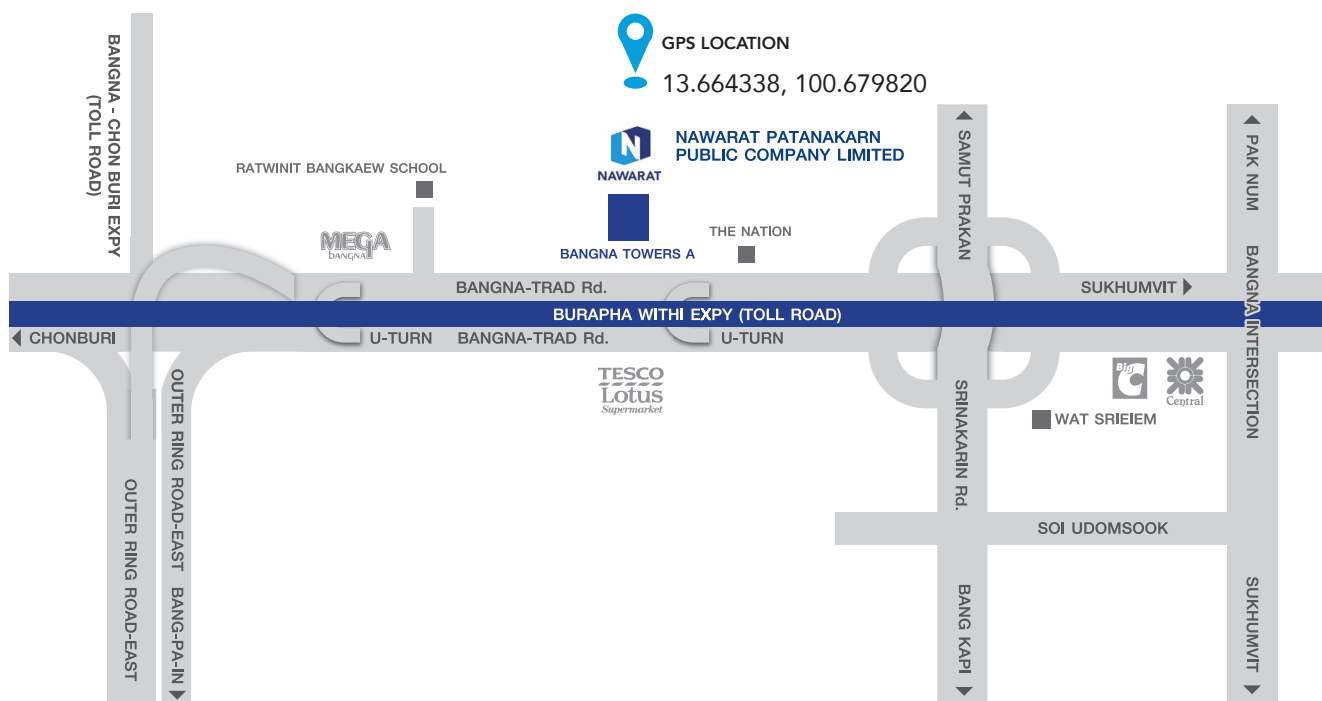 GPS LOCATION
13.664338, 100.679820
NAWARAT
NAWARAT PATANAKARN
PUBLIC COMPANY LIMITED
BANGNA - CHON BURI EXPY
(TOLL ROAD)
RATWINIT BANGKAEW SCHOOL
MEGA
BANGNA
BANGNA TOWERS A
THE NATION
SAMUT PRAKAN
PAK NUM
BANGNA INTERSECTION
BANGNA-TRAD Rd.
SUKHUMVIT
BURAPHA WITHI EXPY (TOLL ROAD)
CHONBURI
U-TURN
BANGNA-TRAD Rd.
U-TURN
TESCO
Lotus
Supermarket
Big
C
Central
WAT SRIEIEM
OUTER RING ROAD-EAST
OUTER RING ROAD-EAST BANG-PA-IN
SRINAKARIN Rd.
SOI UDOMSOOK
BANG KAPI
SUKHUMVIT